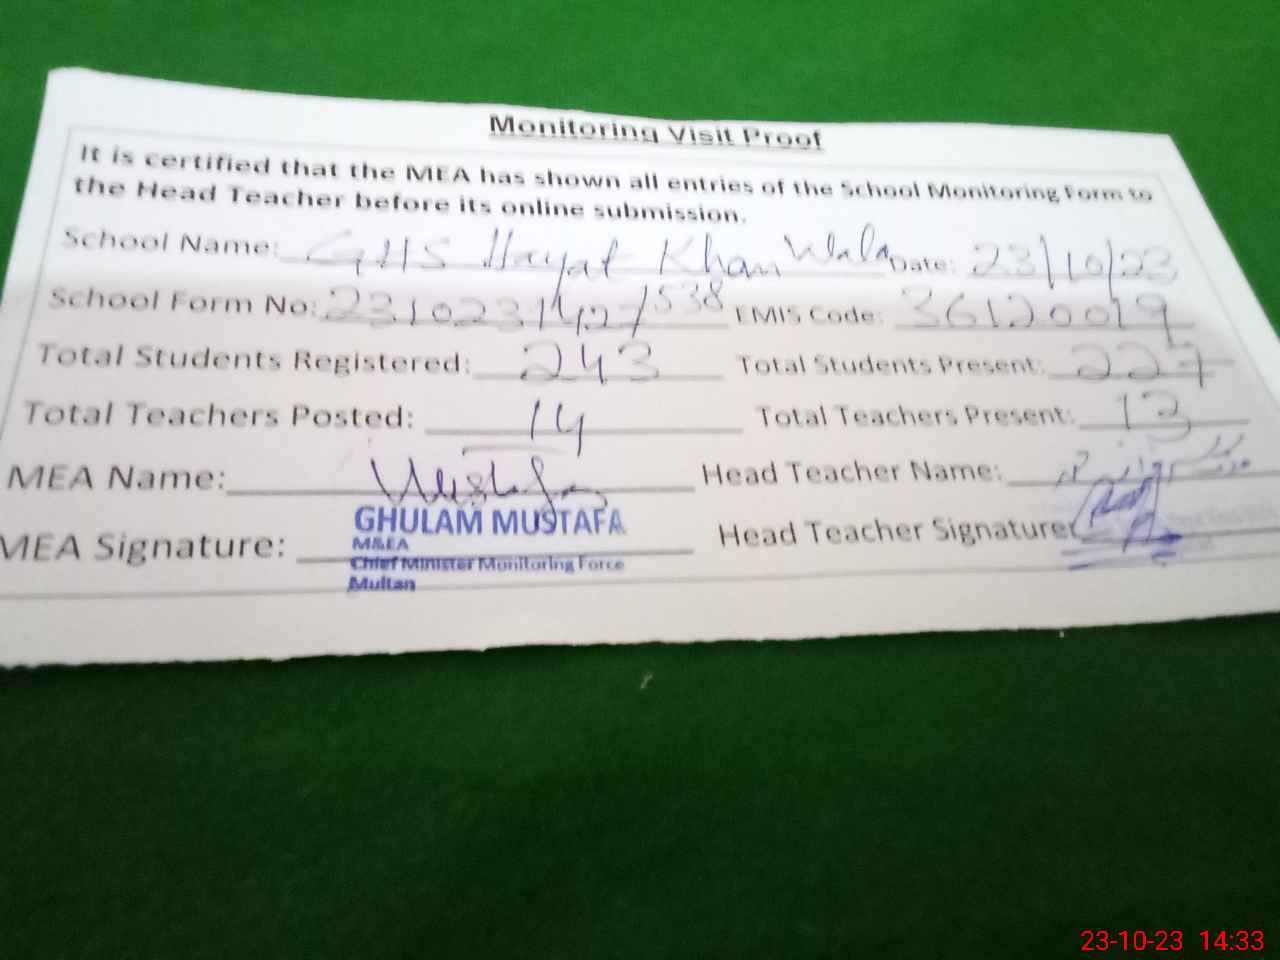 Monitoring Visit Proof
It is certified that the MEA has shown all entries of the School Monitoring Form to
the Head Teacher before its online submission.
School Name: GHS Hayat Khan Wala Date: 23/10/23
School Form No: 231023114271538 EMIS Code: 36120019
Total Students Registered: 243 Total Students Present: 227
Total Teachers Posted: 14 Total Teachers Present: 13
MEA Name: Head Teacher Name:
GHULAM MUSTAFA
MEA Signature: Head Teacher Signature:
M&EA
Chief Minister Monitoring Force
Multan
23-10-23 14:33